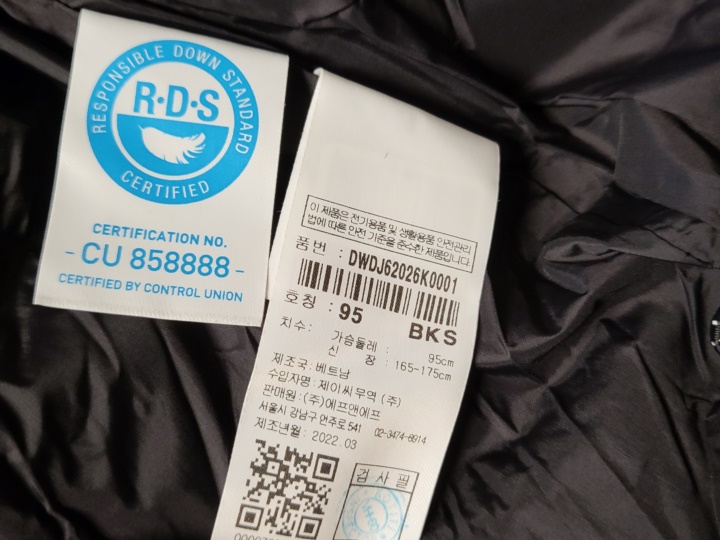 RESPONSIBLE DOWN STANDARD
R·D·S
CERTIFIED
CERTIFICATION NO.
- CU 858888 -
CERTIFIED BY CONTROL UNION
이 제품은 전기용품 및 생활용품 안전관리
법에 따른 안전 기준을 준수한 제품입니다.
품번 : DWDJ62026K0001
호칭 : 95 BKS
치수 : 가슴둘레 : 95cm
신 장 : 165-175cm
제조국 : 베트남
수입자명 : 제이씨무역 (주)
판매원 : (주)에프앤에프
서울시 강남구 언주로 541 02-3474-8914
제조년월 : 2022.03
검사필